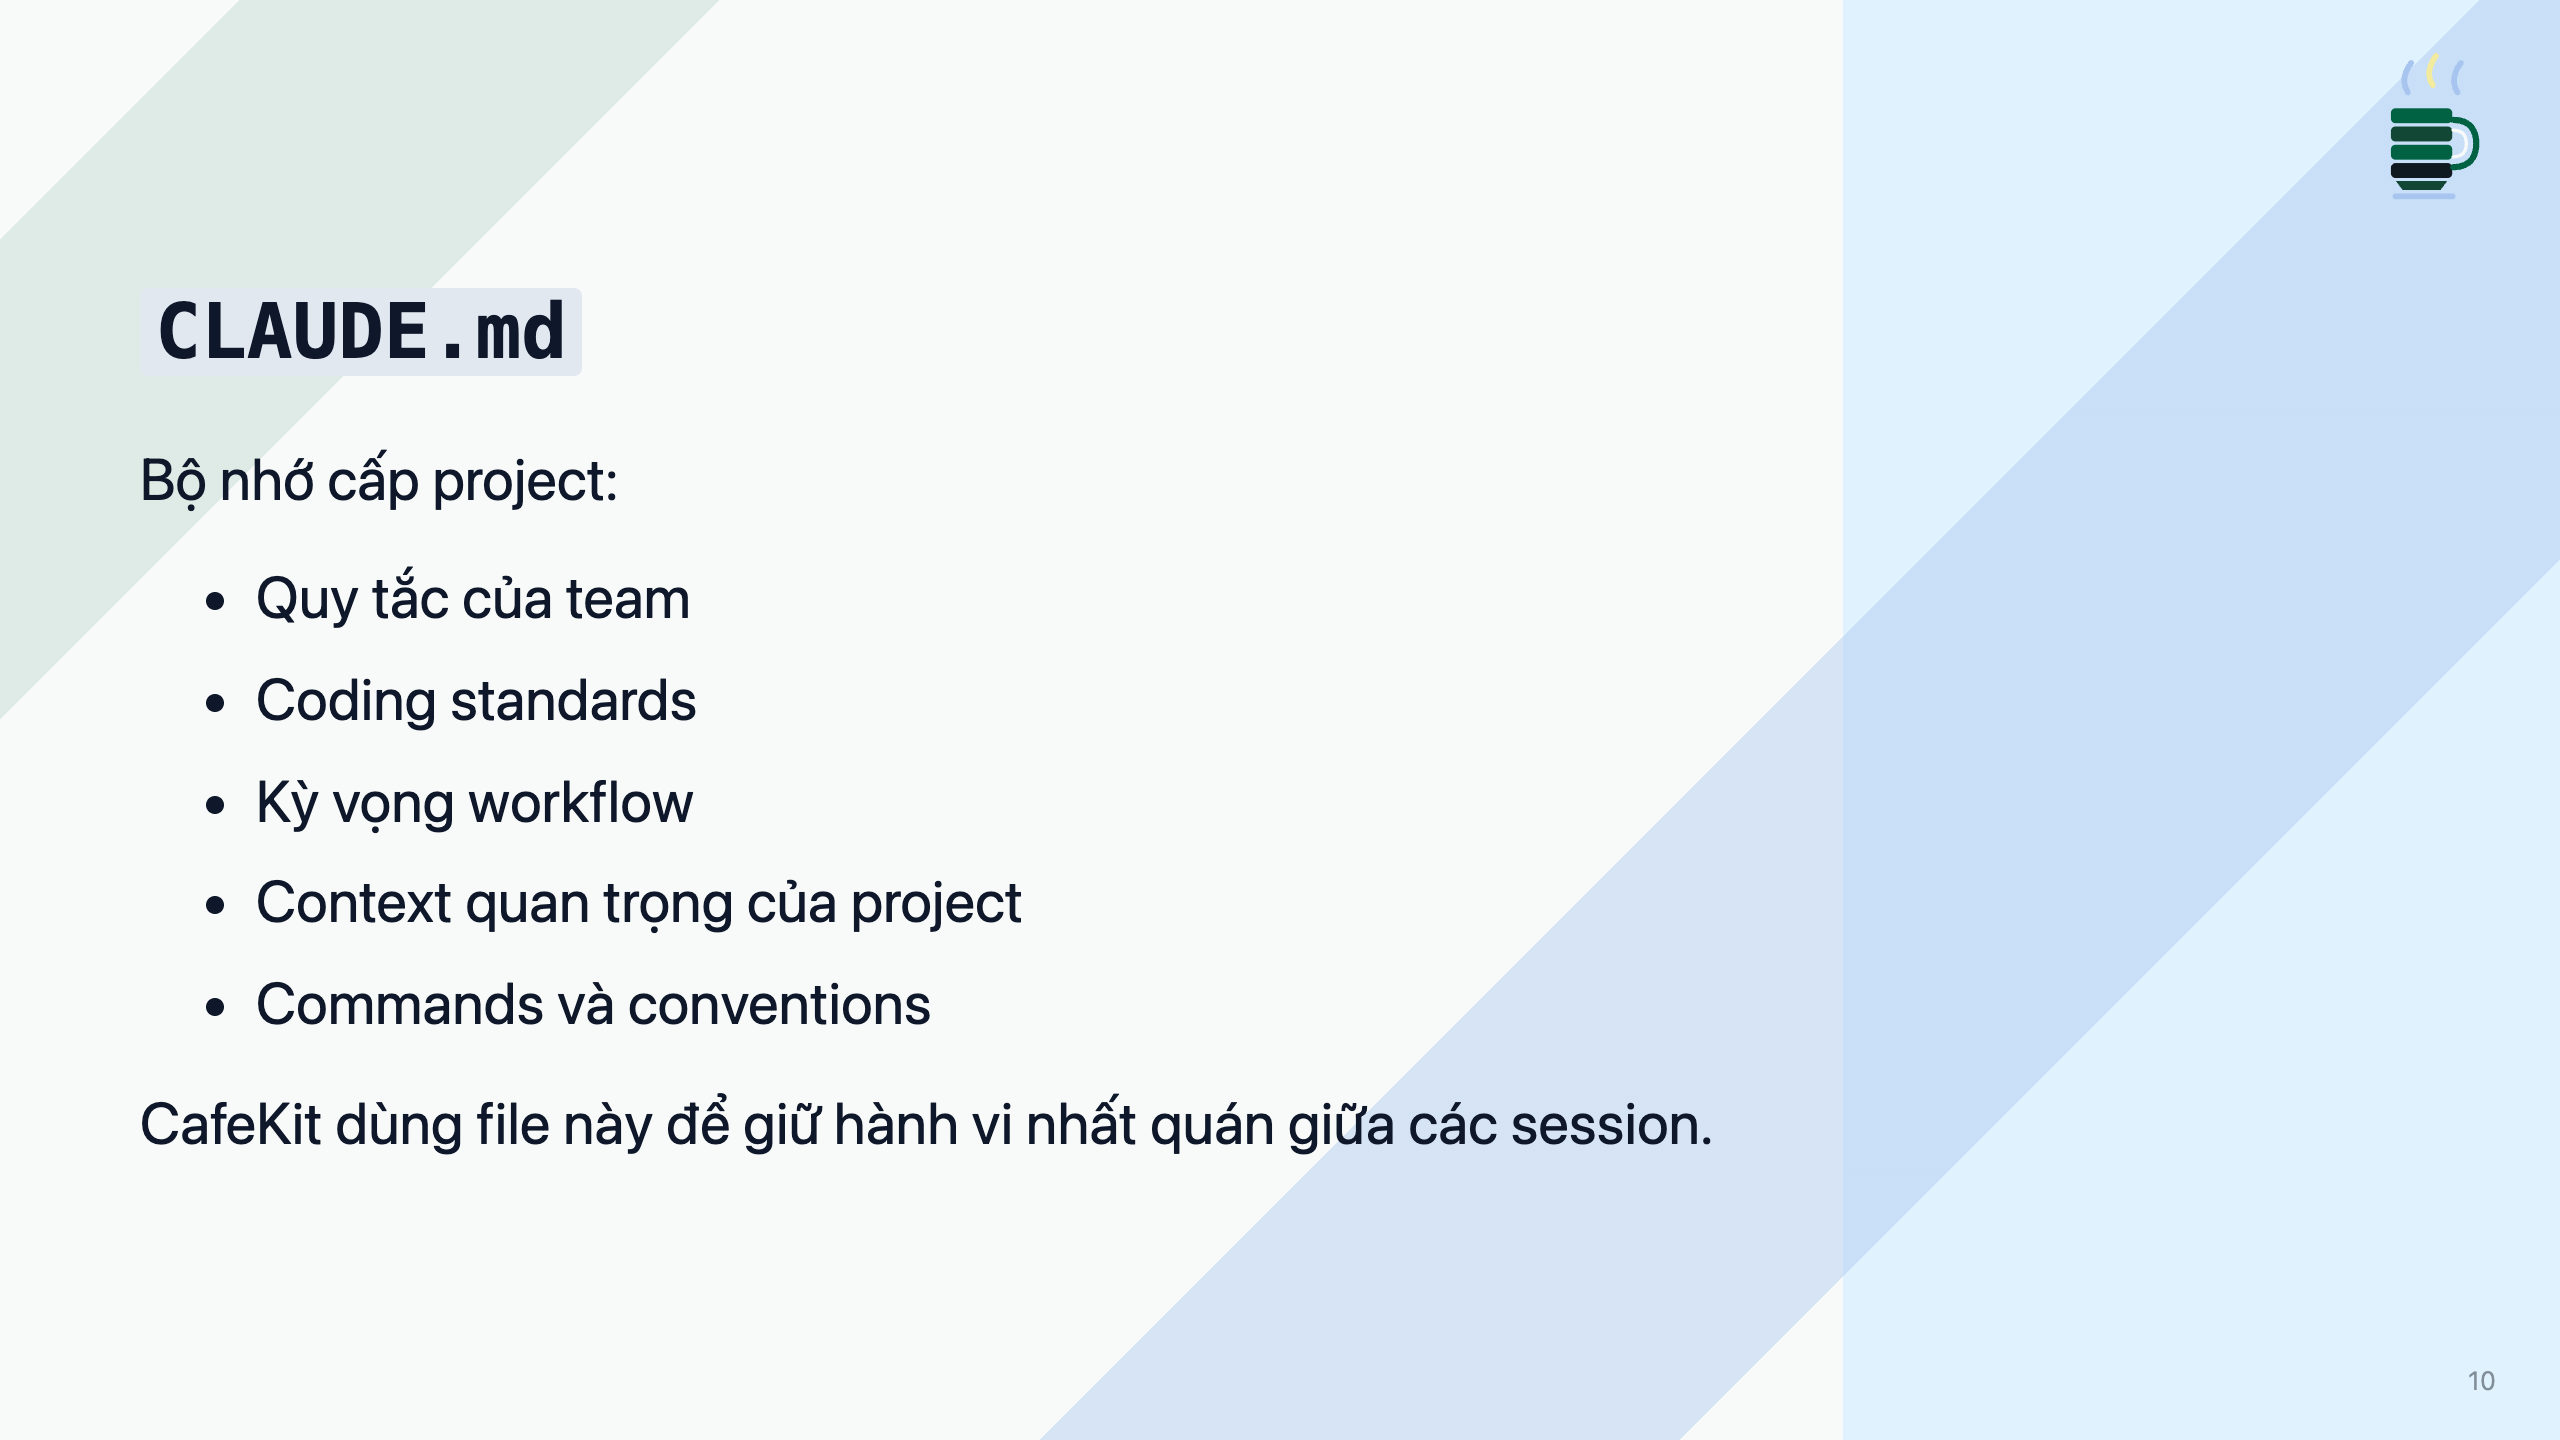 CLAUDE.md
Bộ nhớ cấp project:
• Quy tắc của team
• Coding standards
• Kỳ vọng workflow
• Context quan trọng của project
• Commands và conventions
CafeKit dùng file này để giữ hành vi nhất quán giữa các session.
10